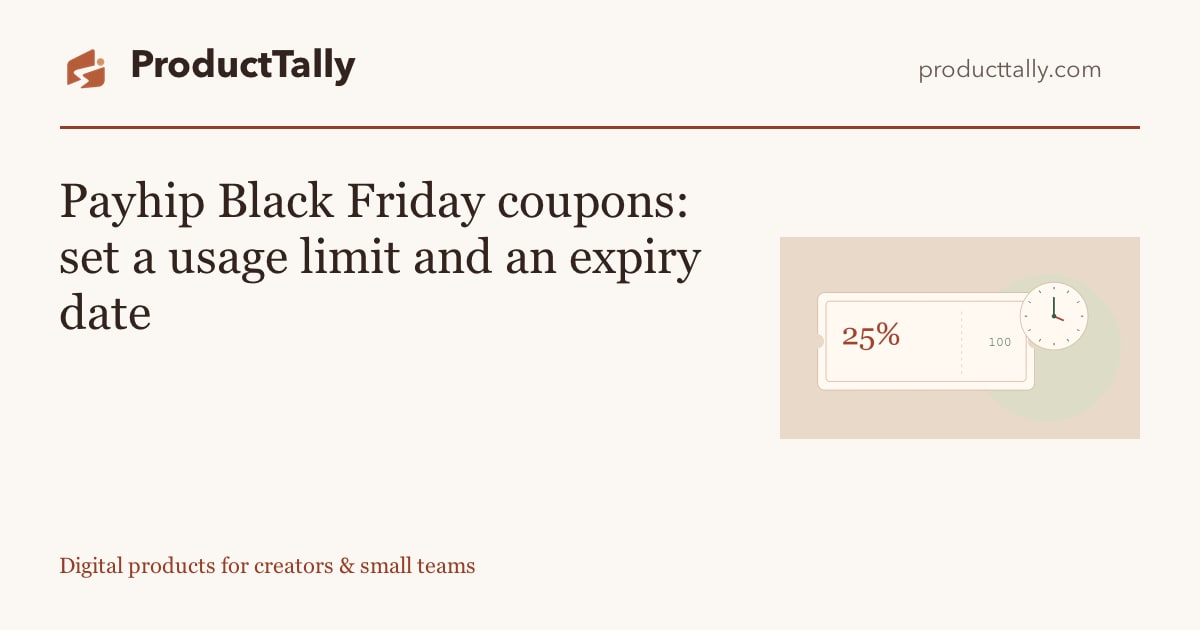 ProductTally
producttally.com
Payhip Black Friday coupons:
set a usage limit and an expiry
date
25%
100
Digital products for creators & small teams